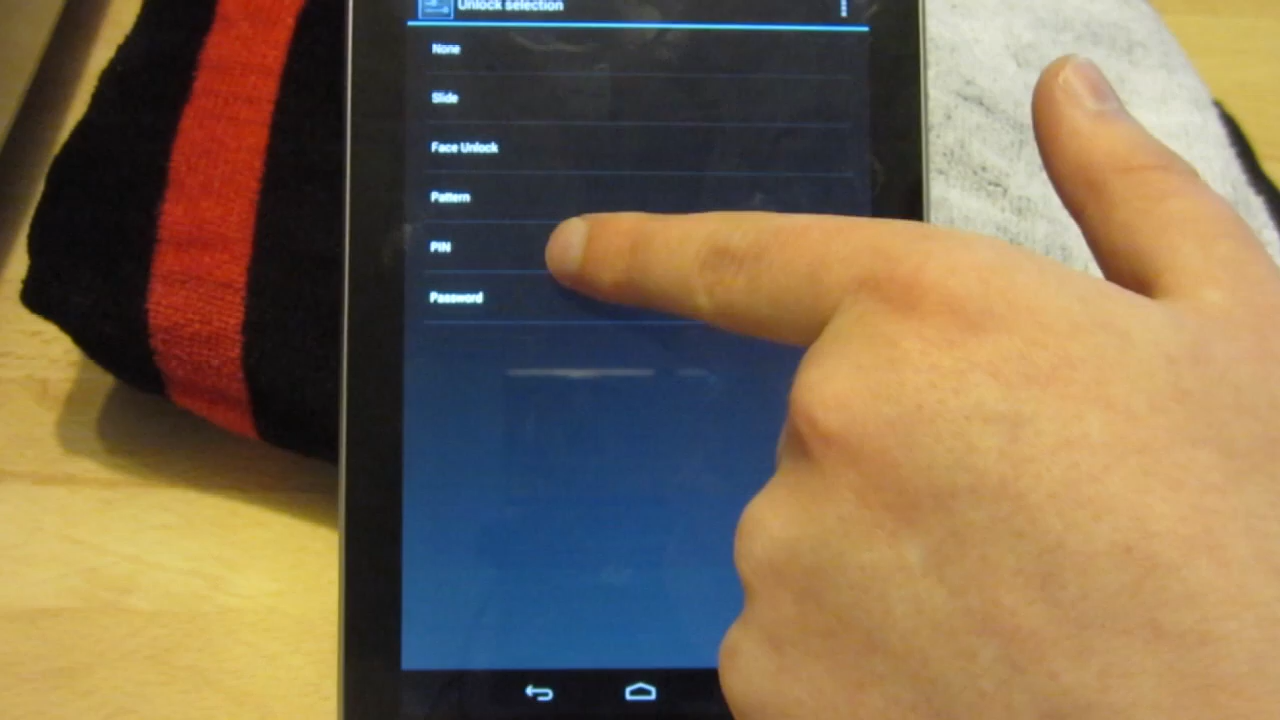 Unlock selection
None
Slide
Face Unlock
Pattern
PIN
Password